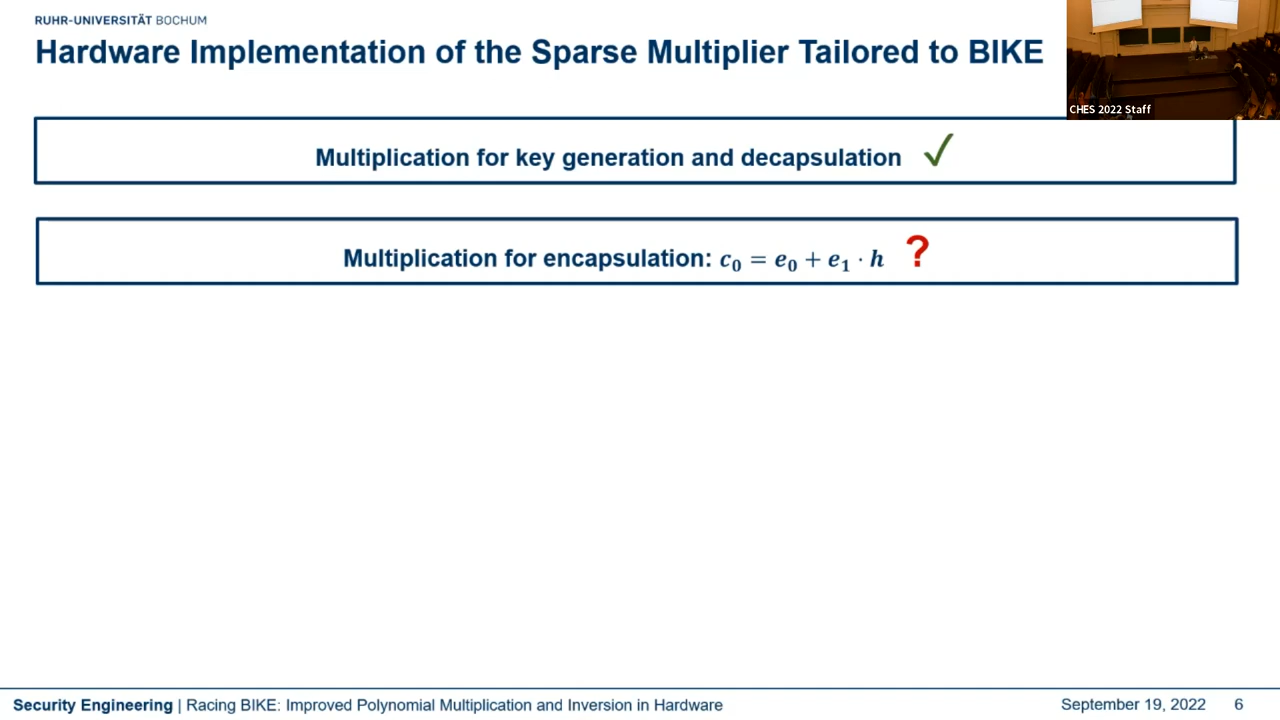 RUHR-UNIVERSITÄT BOCHUM
Hardware Implementation of the Sparse Multiplier Tailored to BIKE
CHES 2022 Staff
Multiplication for key generation and decapsulation ✓
Multiplication for encapsulation: c₀ = e₀ + e₁ · h ?
Security Engineering | Racing BIKE: Improved Polynomial Multiplication and Inversion in Hardware
September 19, 2022 6